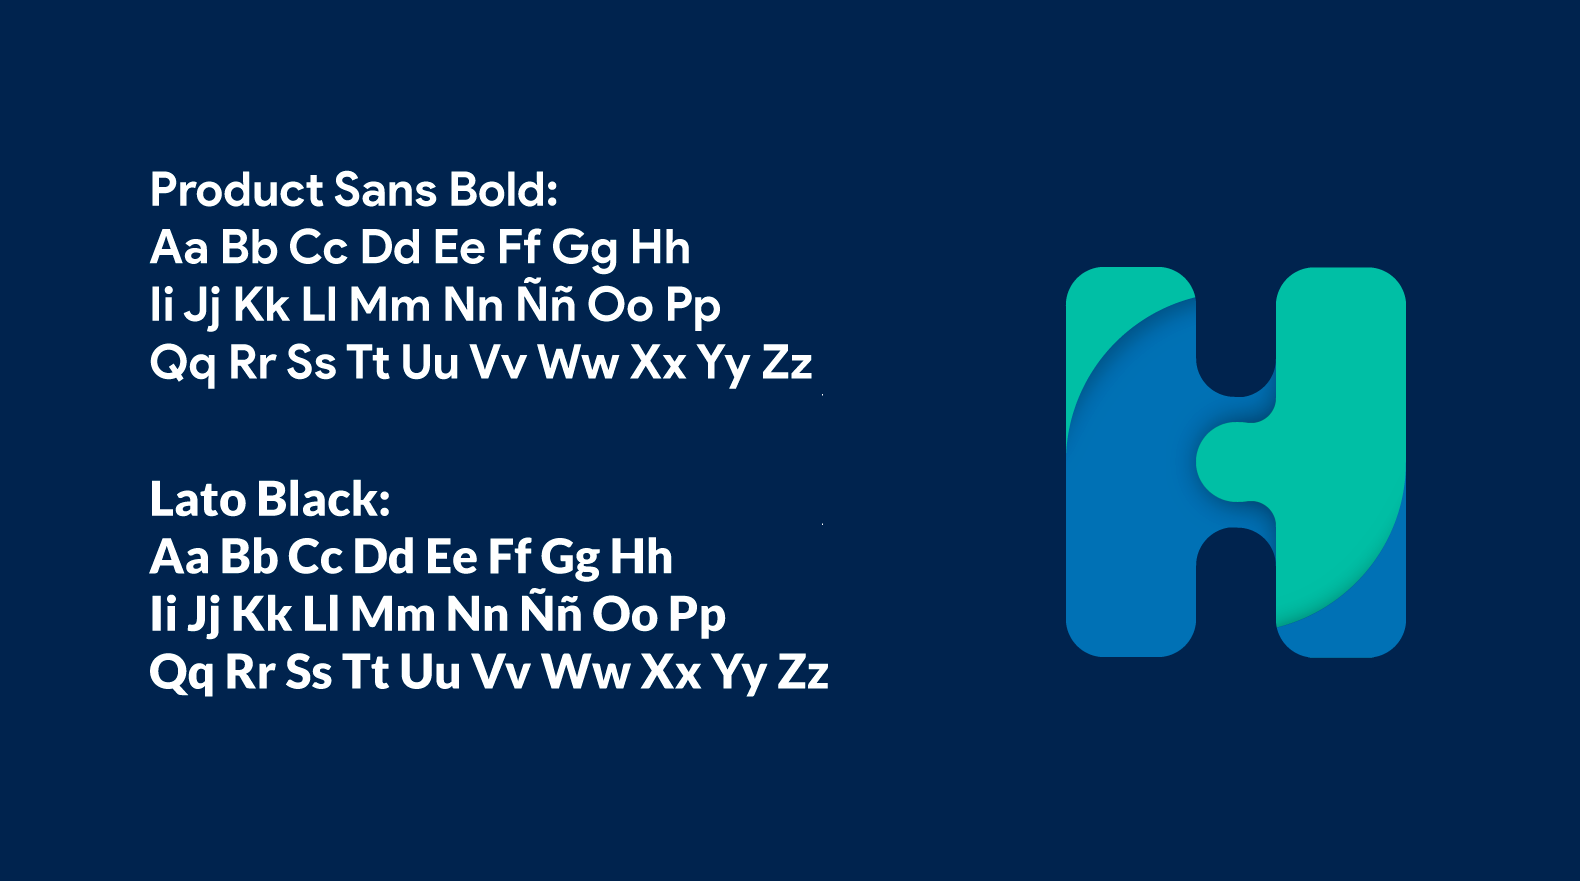 Product Sans Bold:
Aa Bb Cc Dd Ee Ff Gg Hh
Ii Jj Kk Ll Mm Nn Ññ Oo Pp
Qq Rr Ss Tt Uu Vv Ww Xx Yy Zz
Lato Black:
Aa Bb Cc Dd Ee Ff Gg Hh
Ii Jj Kk Ll Mm Nn Ññ Oo Pp
Qq Rr Ss Tt Uu Vv Ww Xx Yy Zz
H